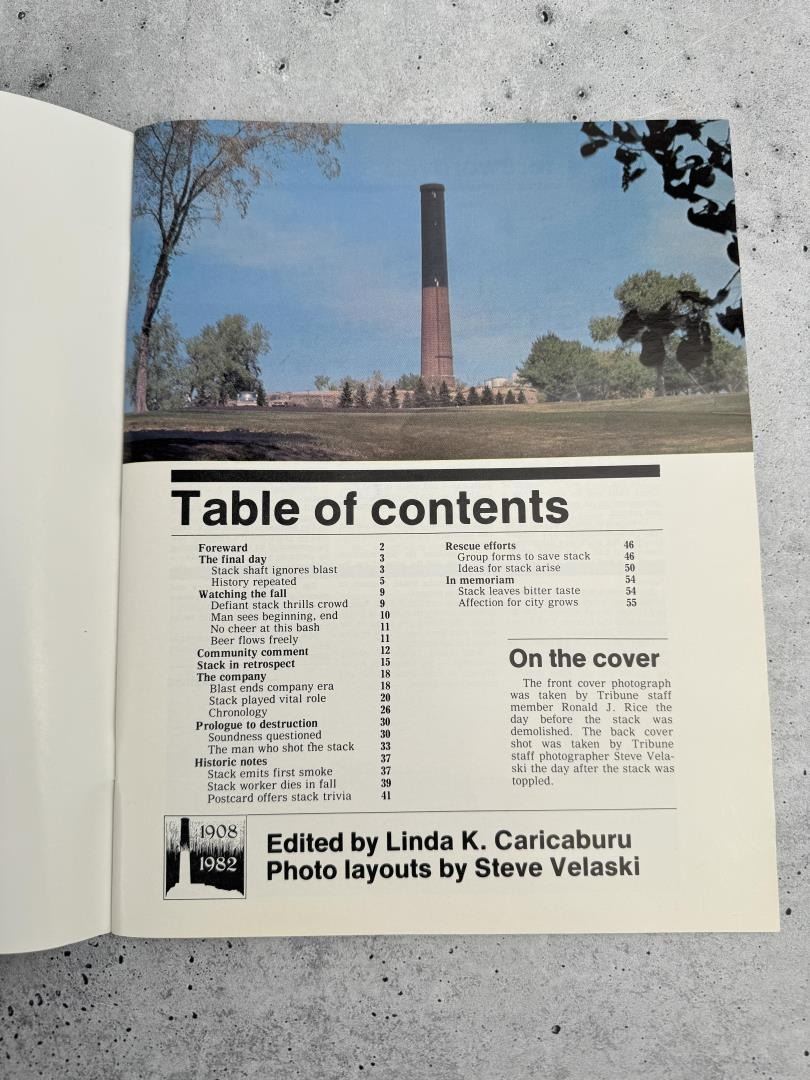 Table of contents
Foreward 2
The final day 3
Stack shaft ignores blast 3
History repeated 5
Watching the fall 9
Defiant stack thrills crowd 9
Man sees beginning, end 10
No cheer at this bash 11
Beer flows freely 11
Community comment 12
Stack in retrospect 15
The company 18
Blast ends company era 18
Stack played vital role 20
Chronology 26
Prologue to destruction 30
Soundness questioned 30
The man who shot the stack 33
Historic notes 37
Stack emits first smoke 37
Stack worker dies in fall 39
Postcard offers stack trivia 41
Rescue efforts 46
Group forms to save stack 46
Ideas for stack arise 50
In memoriam 54
Stack leaves bitter taste 54
Affection for city grows 55
On the cover
The front cover photograph
was taken by Tribune staff
member Ronald J. Rice the
day before the stack was
demolished. The back cover
shot was taken by Tribune
staff photographer Steve Vela-
ski the day after the stack was
toppled.
1908
1982
Edited by Linda K. Caricaburu
Photo layouts by Steve Velaski